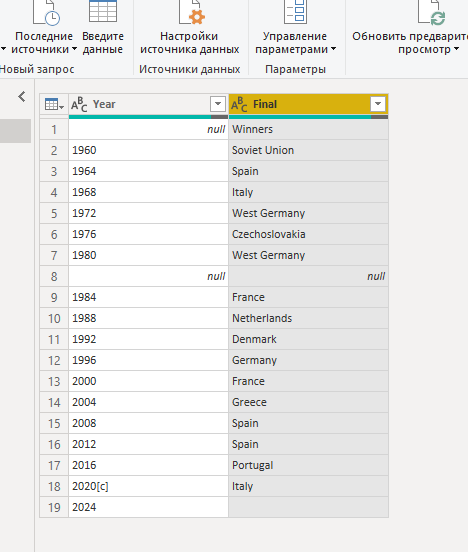 Последние источники
Введите данные
Настройки источника данных
Управление параметрами
Обновить предварите
просмотр
Новый запрос
Источники данных
Параметры
ABC Year ABC Final
1 null Winners
2 1960 Soviet Union
3 1964 Spain
4 1968 Italy
5 1972 West Germany
6 1976 Czechoslovakia
7 1980 West Germany
8 null null
9 1984 France
10 1988 Netherlands
11 1992 Denmark
12 1996 Germany
13 2000 France
14 2004 Greece
15 2008 Spain
16 2012 Spain
17 2016 Portugal
18 2020[c] Italy
19 2024